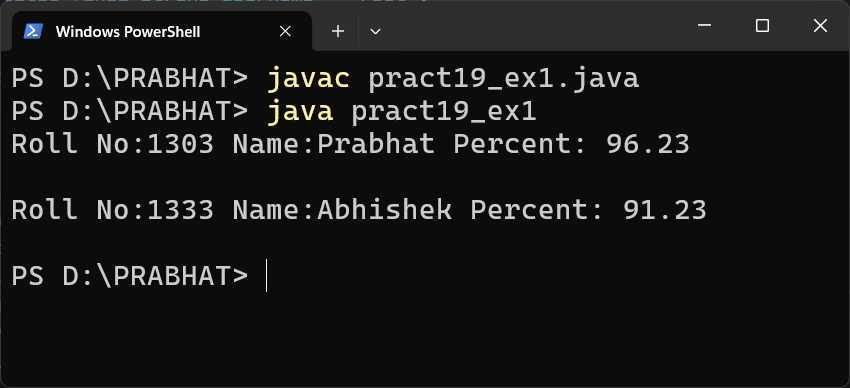 Windows PowerShell
PS D:\PRABHAT> javac pract19_ex1.java
PS D:\PRABHAT> java pract19_ex1
Roll No:1303 Name:Prabhat Percent: 96.23
Roll No:1333 Name:Abhishek Percent: 91.23
PS D:\PRABHAT>